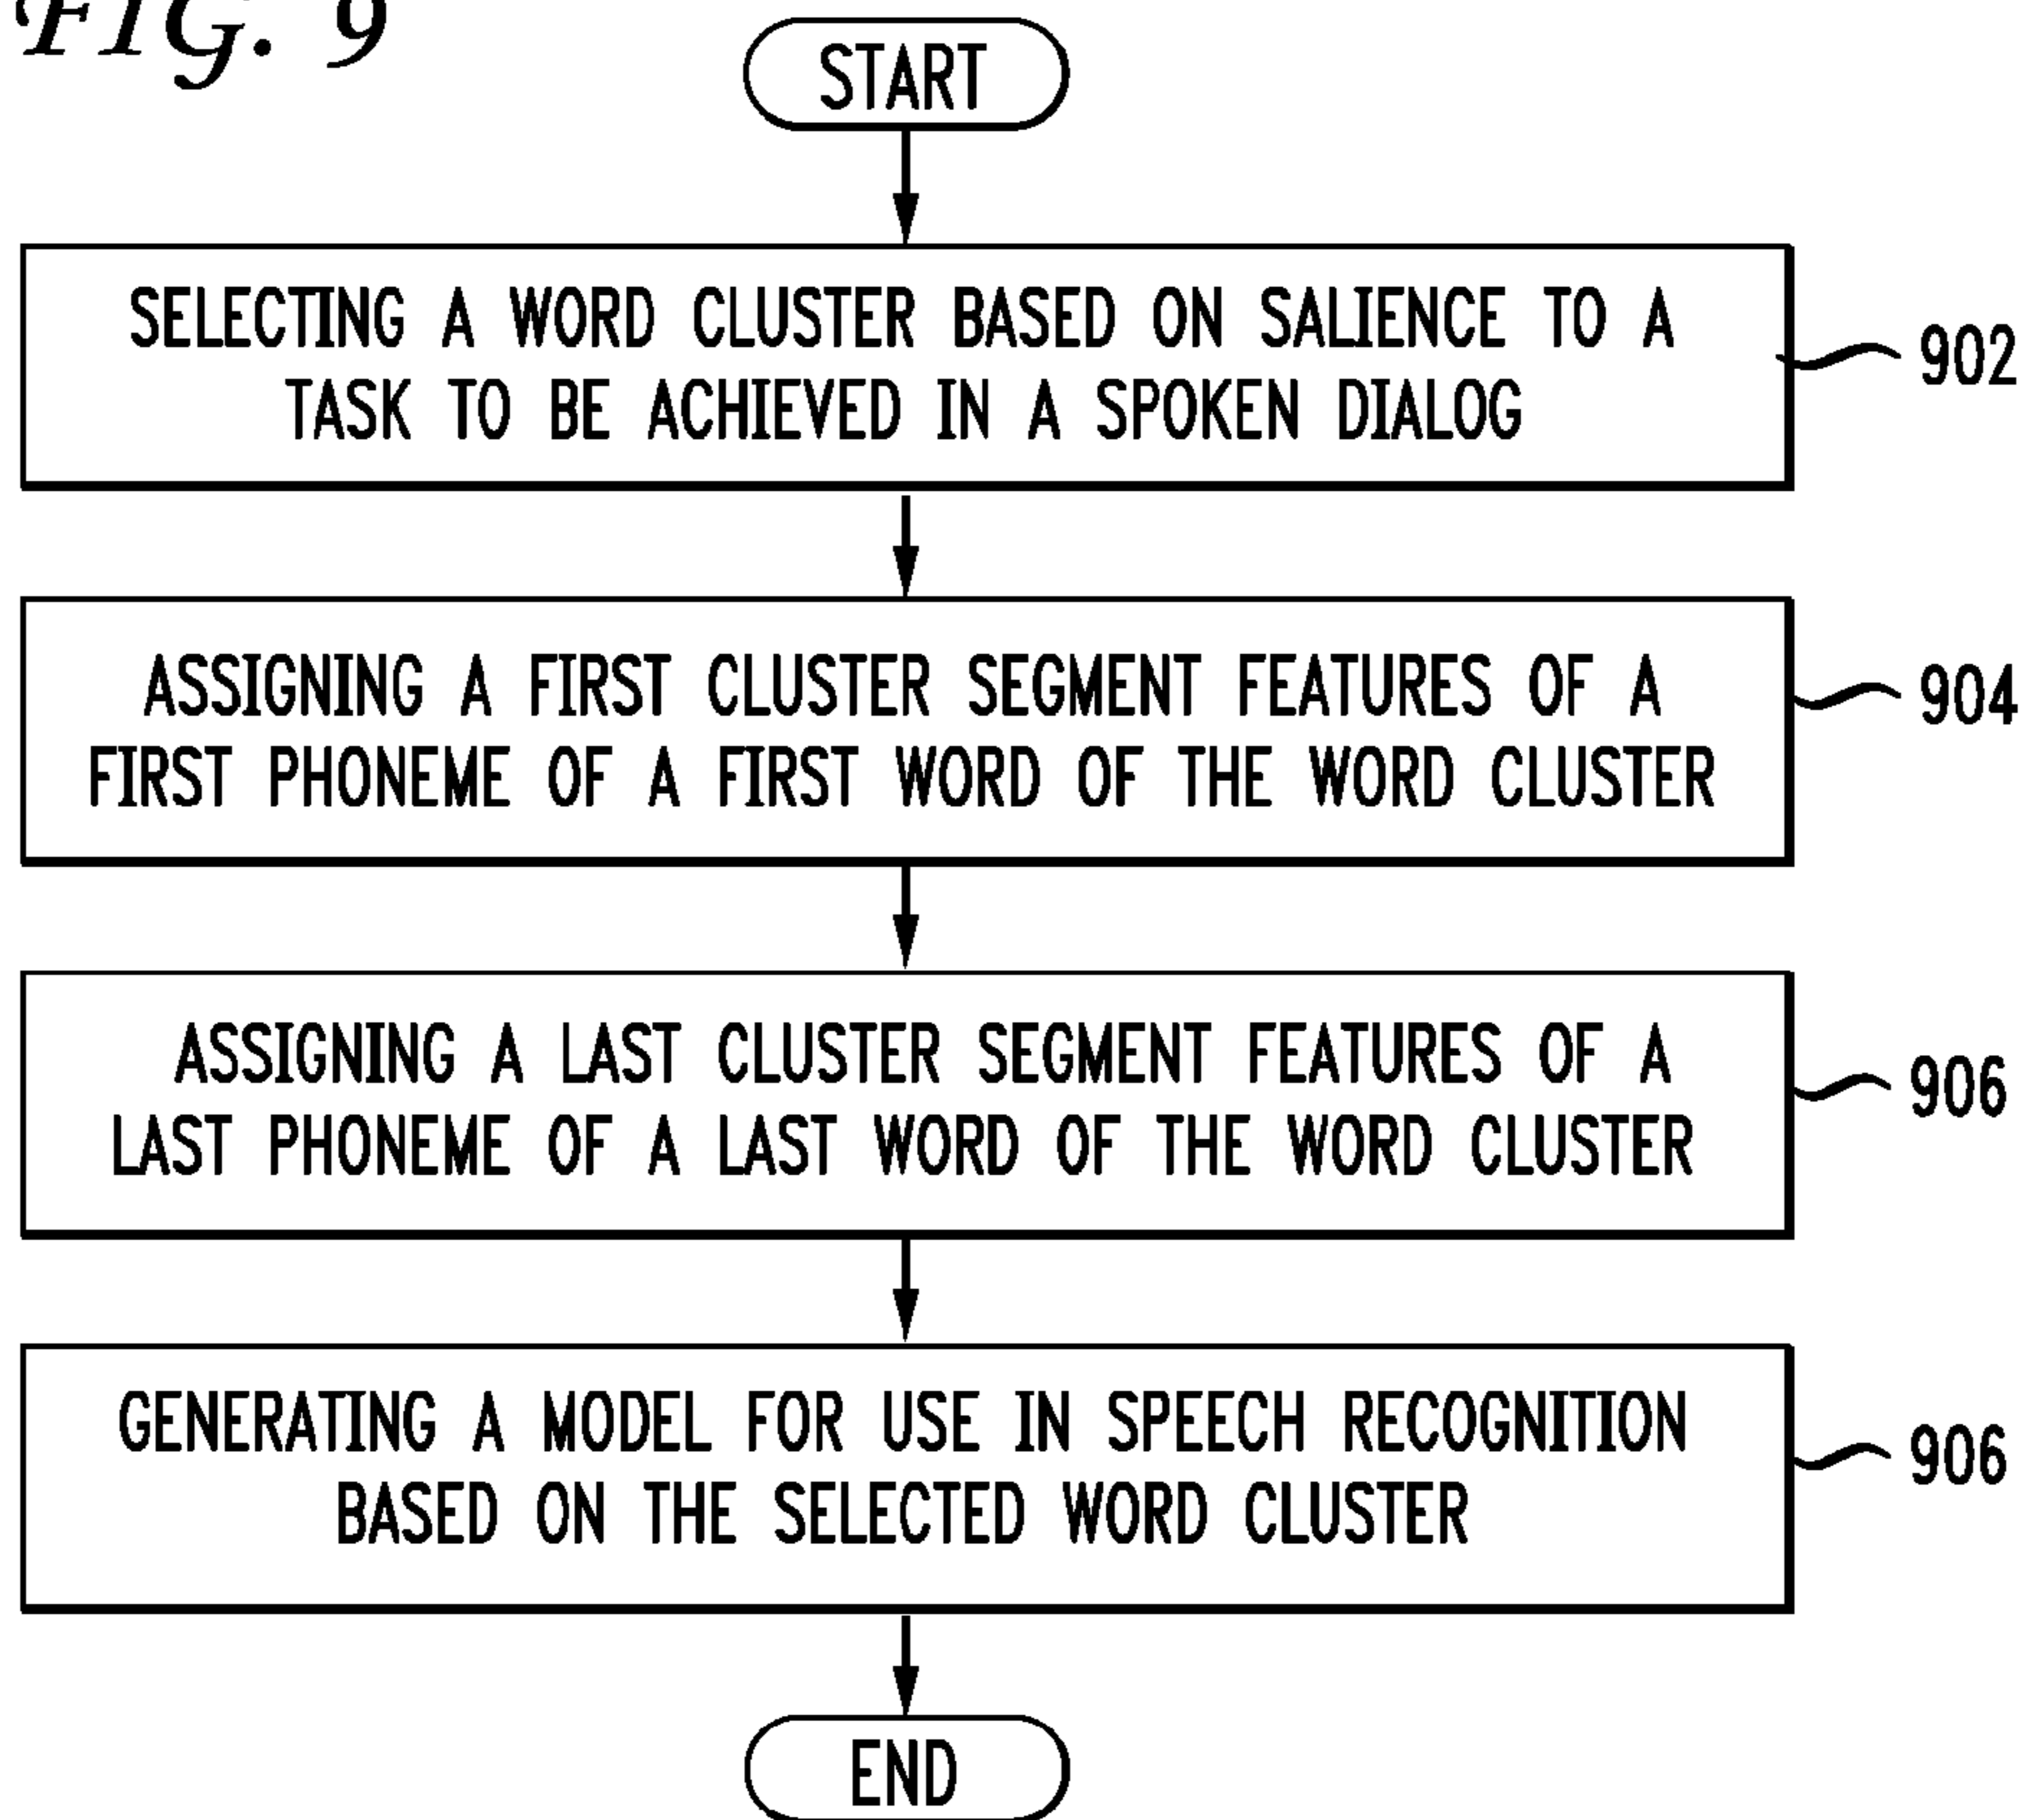 FIG. 9
START
SELECTING A WORD CLUSTER BASED ON SALIENCE TO A
TASK TO BE ACHIEVED IN A SPOKEN DIALOG
902
ASSIGNING A FIRST CLUSTER SEGMENT FEATURES OF A
FIRST PHONEME OF A FIRST WORD OF THE WORD CLUSTER
904
ASSIGNING A LAST CLUSTER SEGMENT FEATURES OF A
LAST PHONEME OF A LAST WORD OF THE WORD CLUSTER
906
GENERATING A MODEL FOR USE IN SPEECH RECOGNITION
BASED ON THE SELECTED WORD CLUSTER
906
END